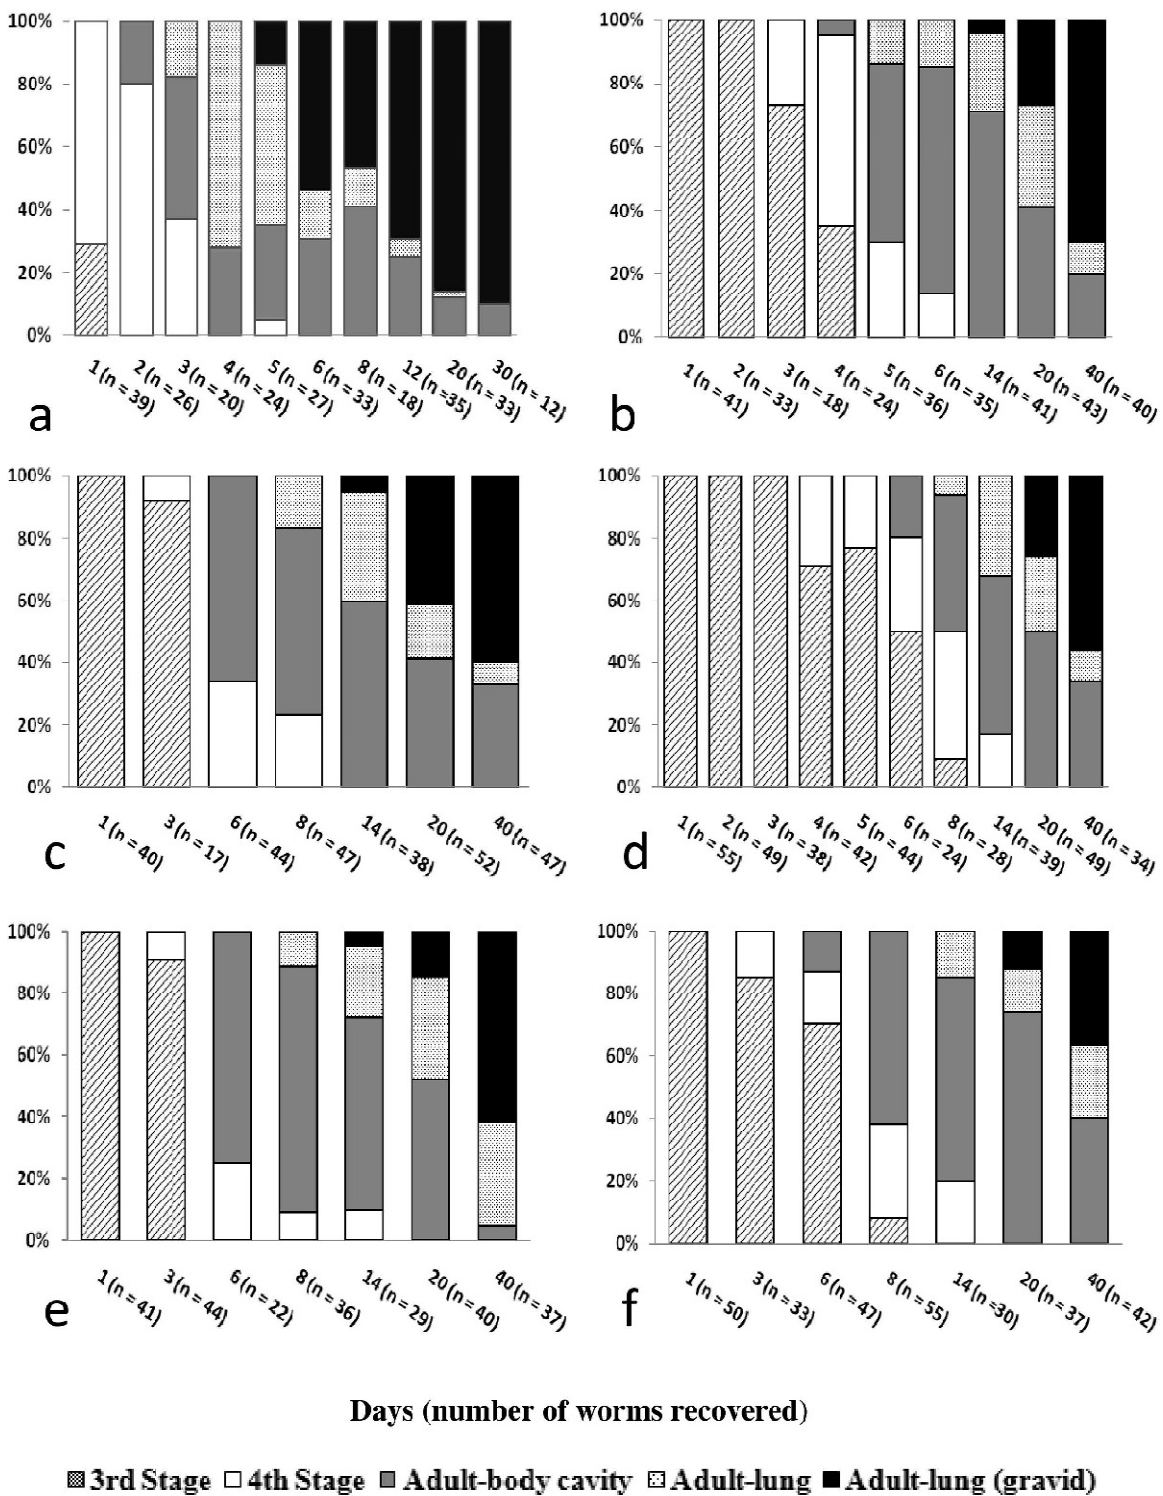 100%
80%
60%
40%
20%
0%
1 (n = 39)
2 (n = 26)
3 (n = 20)
4 (n = 24)
5 (n = 27)
6 (n = 33)
8 (n = 18)
12 (n =35)
20 (n = 33)
30 (n = 12)
a
100%
80%
60%
40%
20%
0%
1 (n = 41)
2 (n = 33)
3 (n = 18)
4 (n = 24)
5 (n = 36)
6 (n = 35)
14 (n = 41)
20 (n = 43)
40 (n = 40)
b
100%
80%
60%
40%
20%
0%
1 (n = 40)
3 (n = 17)
6 (n = 44)
8 (n = 47)
14 (n = 38)
20 (n = 52)
40 (n = 47)
c
100%
80%
60%
40%
20%
0%
1 (n = 55)
2 (n = 49)
3 (n = 38)
4 (n = 42)
5 (n = 44)
6 (n = 24)
8 (n = 28)
14 (n = 39)
20 (n = 49)
40 (n = 34)
d
100%
80%
60%
40%
20%
0%
1 (n = 41)
3 (n = 44)
6 (n = 22)
8 (n = 36)
14 (n = 29)
20 (n = 40)
40 (n = 37)
e
100%
80%
60%
40%
20%
0%
1 (n = 50)
3 (n = 33)
6 (n = 47)
8 (n = 55)
14 (n =30)
20 (n = 37)
40 (n = 42)
f
Days (number of worms recovered)
3rd Stage 4th Stage Adult-body cavity Adult-lung Adult-lung (gravid)